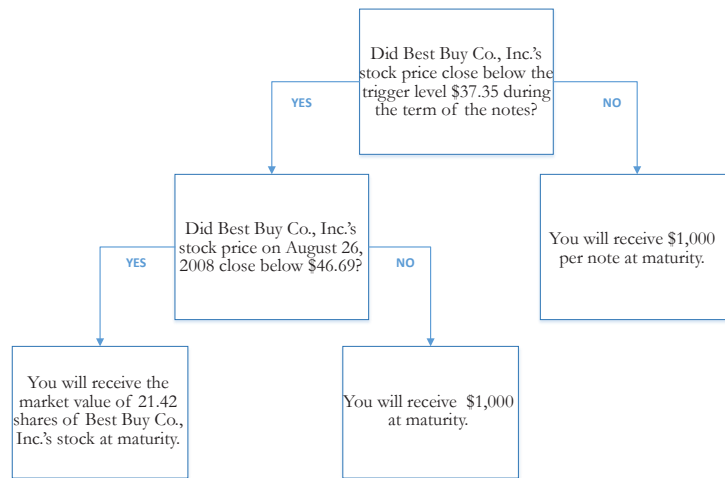 Did Best Buy Co., Inc.'s
stock price close below the
trigger level $37.35 during
the term of the notes?
YES
NO
Did Best Buy Co., Inc.'s
stock price on August 26,
2008 close below $46.69?
You will receive $1,000
per note at maturity.
YES
NO
You will receive the
market value of 21.42
shares of Best Buy Co.,
Inc.'s stock at maturity.
You will receive $1,000
at maturity.